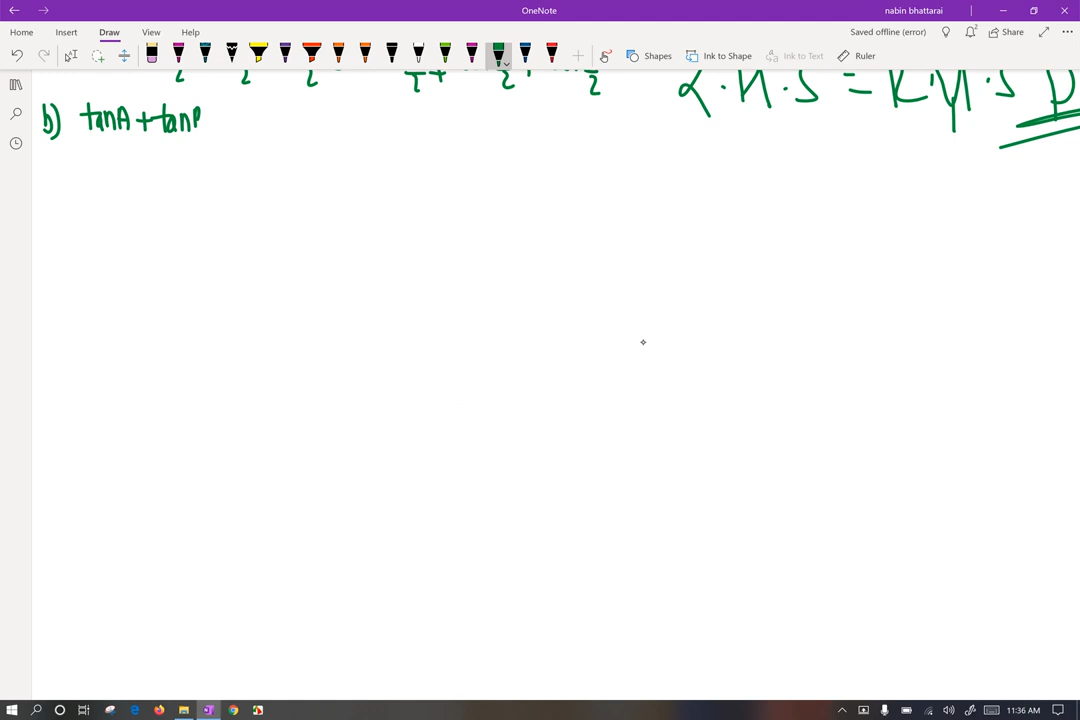 OneNote
nabin bhattarai
Home Insert Draw View Help
Saved offline (error) Share
Shapes Ink to Shape Ink to Text Ruler
L.H.S = R.H.S
b) tanA + tan
11:36 AM